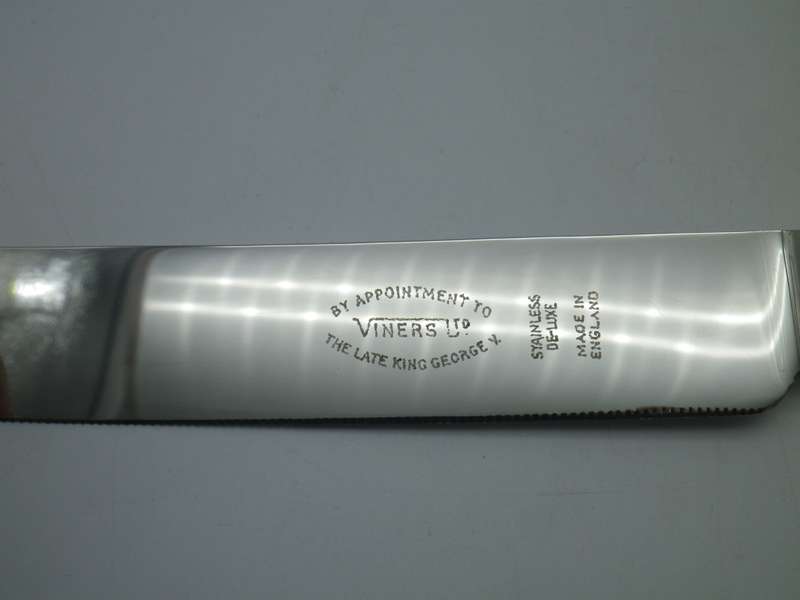 BY APPOINTMENT TO
VINERS LTD
THE LATE KING GEORGE V.
STAINLESS
DE-LUXE
MADE IN
ENGLAND